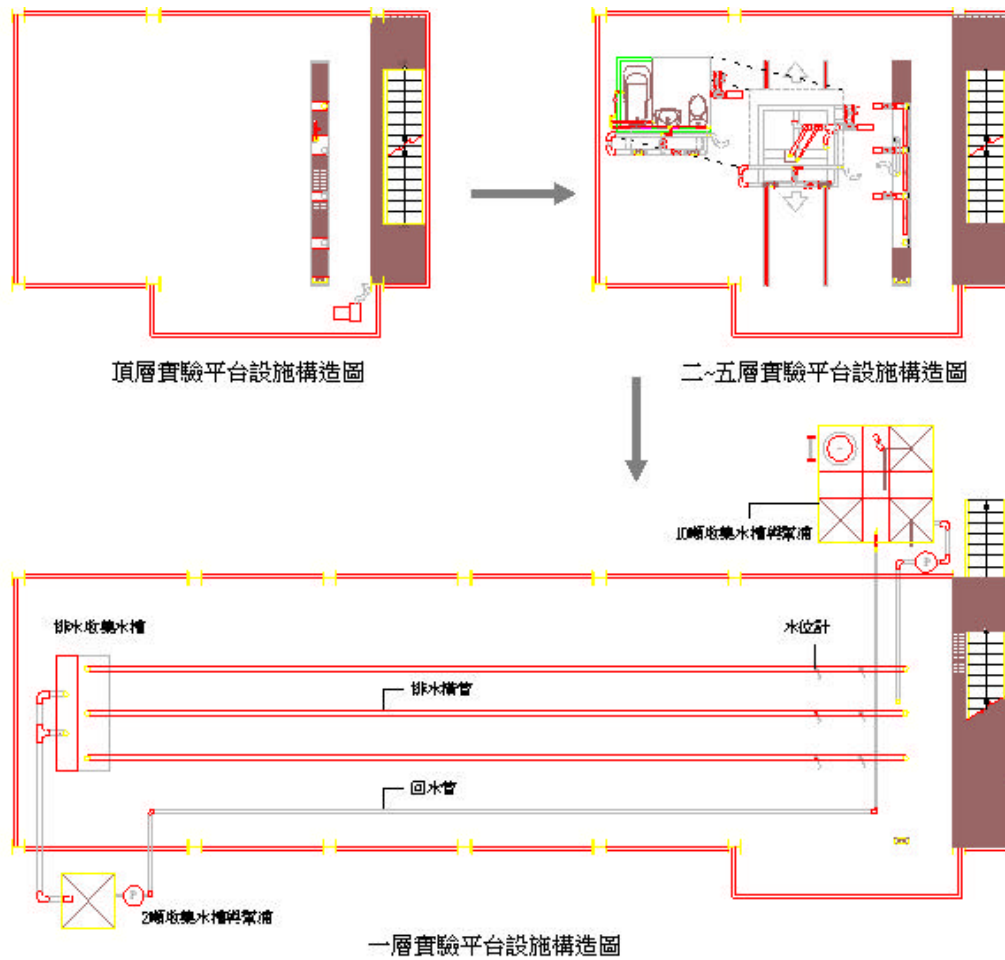 頂層實驗平台設施構造圖
二~五層實驗平台設施構造圖
10噸收集水槽與幫浦
P
排水收集水槽
水位計
排水橫管
回水管
P
2噸收集水槽與幫浦
一層實驗平台設施構造圖